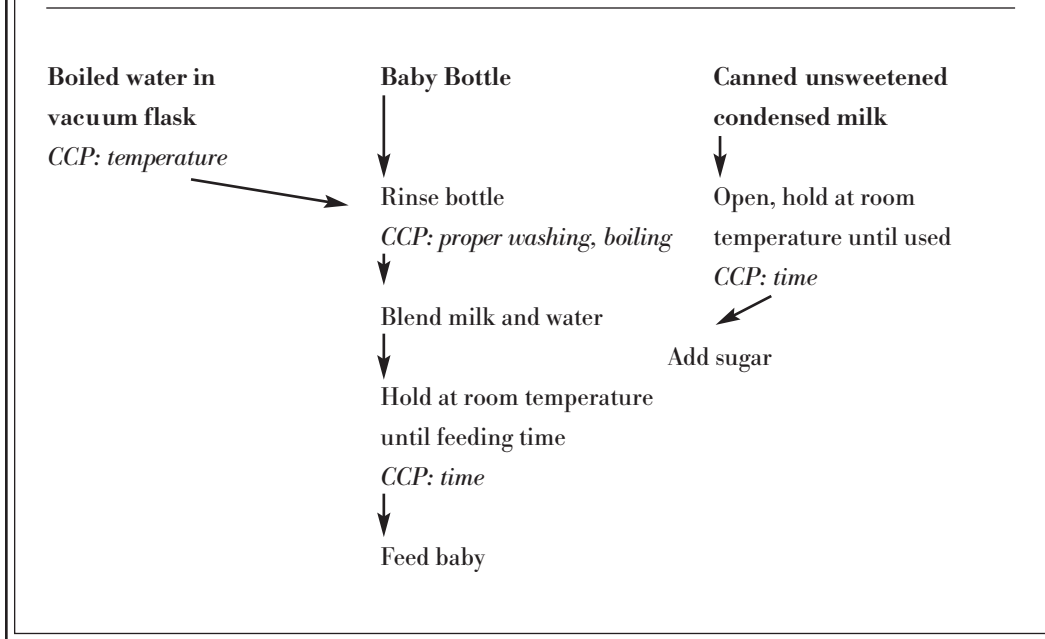 Boiled water in
vacuum flask
CCP: temperature
Baby Bottle
Rinse bottle
CCP: proper washing, boiling
Blend milk and water
Hold at room temperature
until feeding time
CCP: time
Feed baby
Canned unsweetened
condensed milk
Open, hold at room
temperature until used
CCP: time
Add sugar